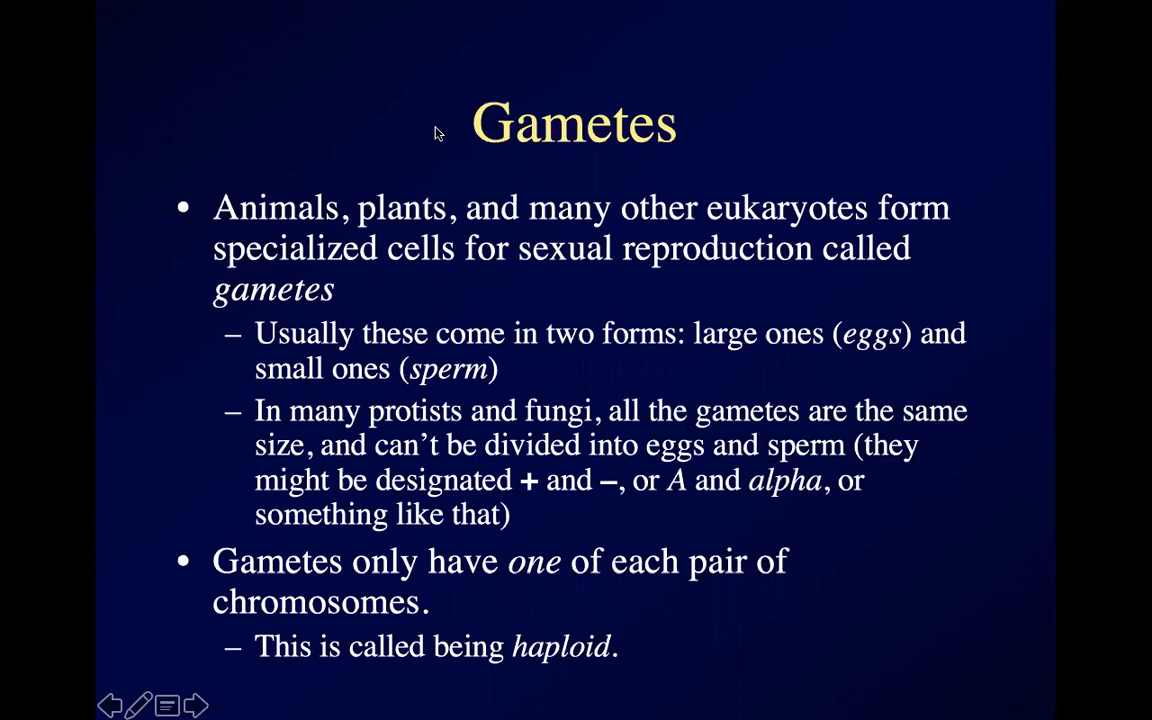 Gametes
• Animals, plants, and many other eukaryotes form
specialized cells for sexual reproduction called
gametes
– Usually these come in two forms: large ones (eggs) and
small ones (sperm)
– In many protists and fungi, all the gametes are the same
size, and can’t be divided into eggs and sperm (they
might be designated + and –, or A and alpha, or
something like that)
• Gametes only have one of each pair of
chromosomes.
– This is called being haploid.